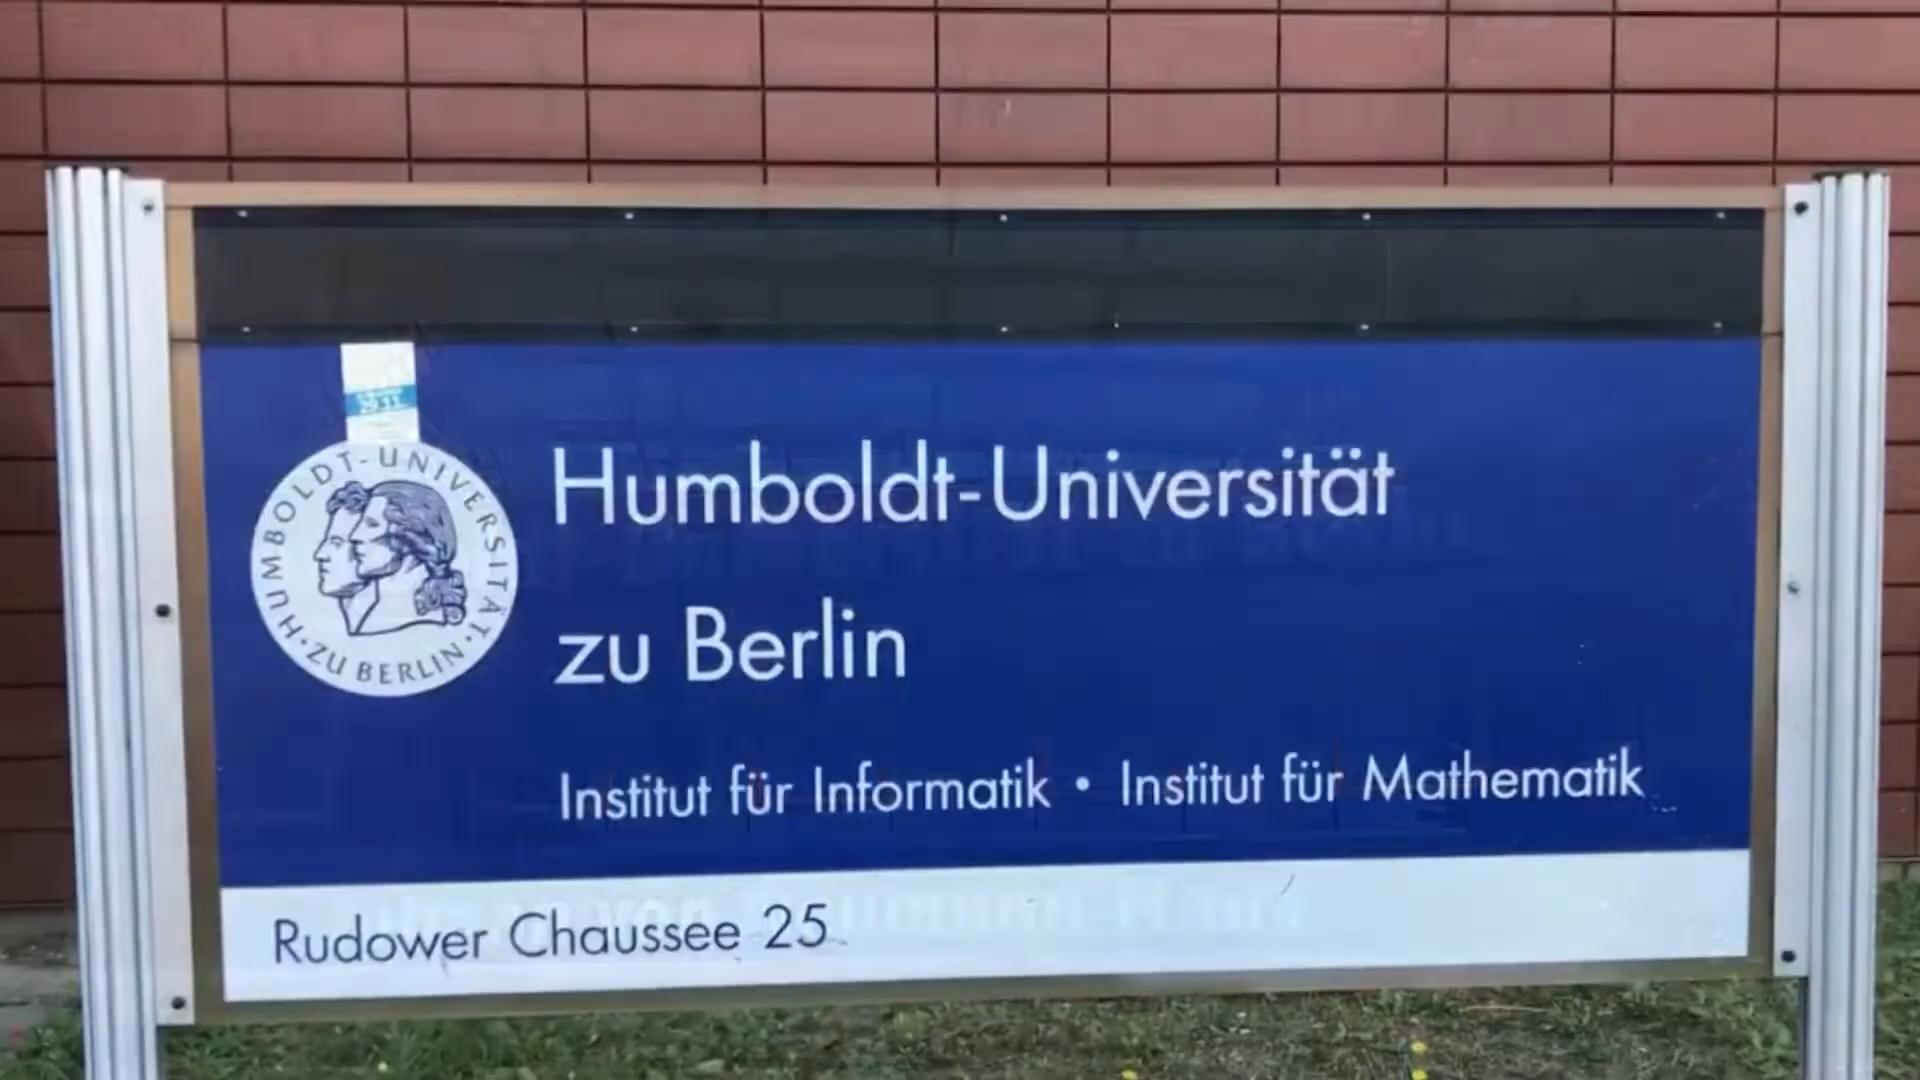 HUMBOLDT-UNIVERSITÄT · ZU BERLIN ·
Humboldt-Universität
zu Berlin
Institut für Informatik • Institut für Mathematik
Rudower Chaussee 25